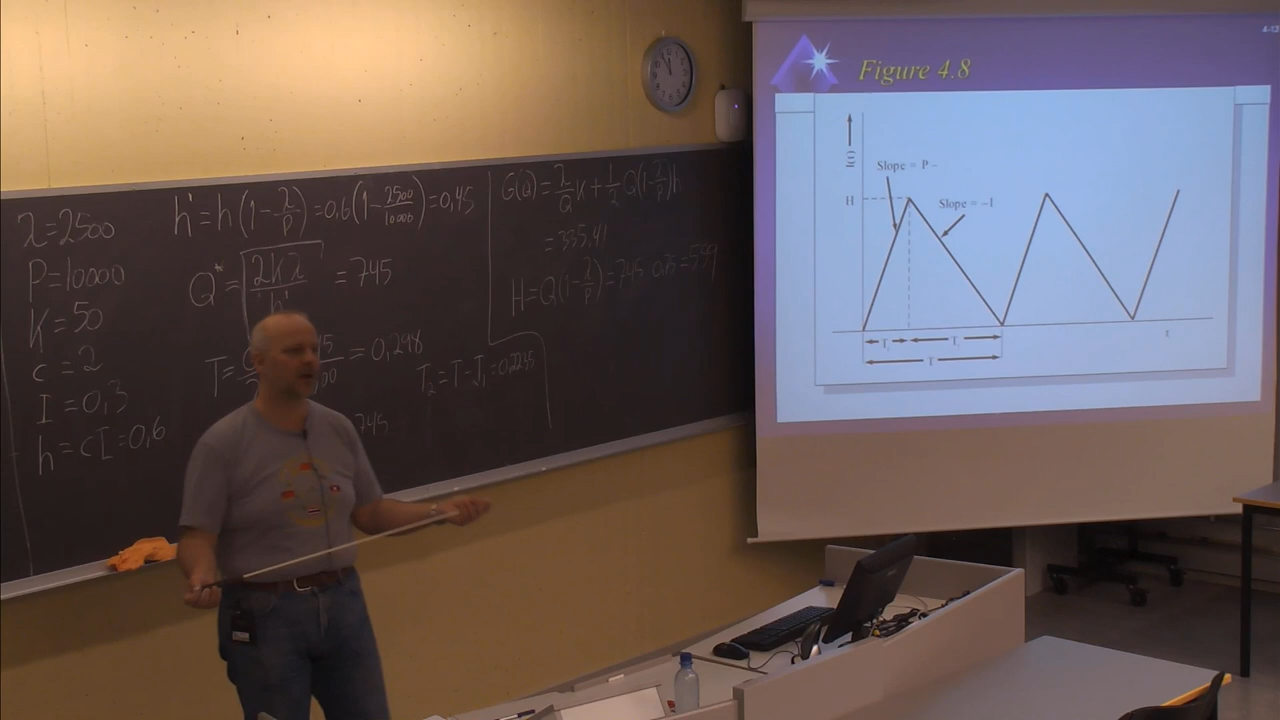 λ=2500
P=10000
K=50
c=2
I=0,3
h=cI=0,6
h'=h(1-λ/P)=0,6(1-2500/10000)=0,45
Q*=√(2Kλ/h')=745
=0,298
T₂=T-T₁=0,2235
745
G(Q)=λ/Q K+1/2 Q(1-λ/P)h
=335.41
H=Q(1-λ/P)=745·0,75=559
Figure 4.8
Slope = P –
H
Slope = –
T
t